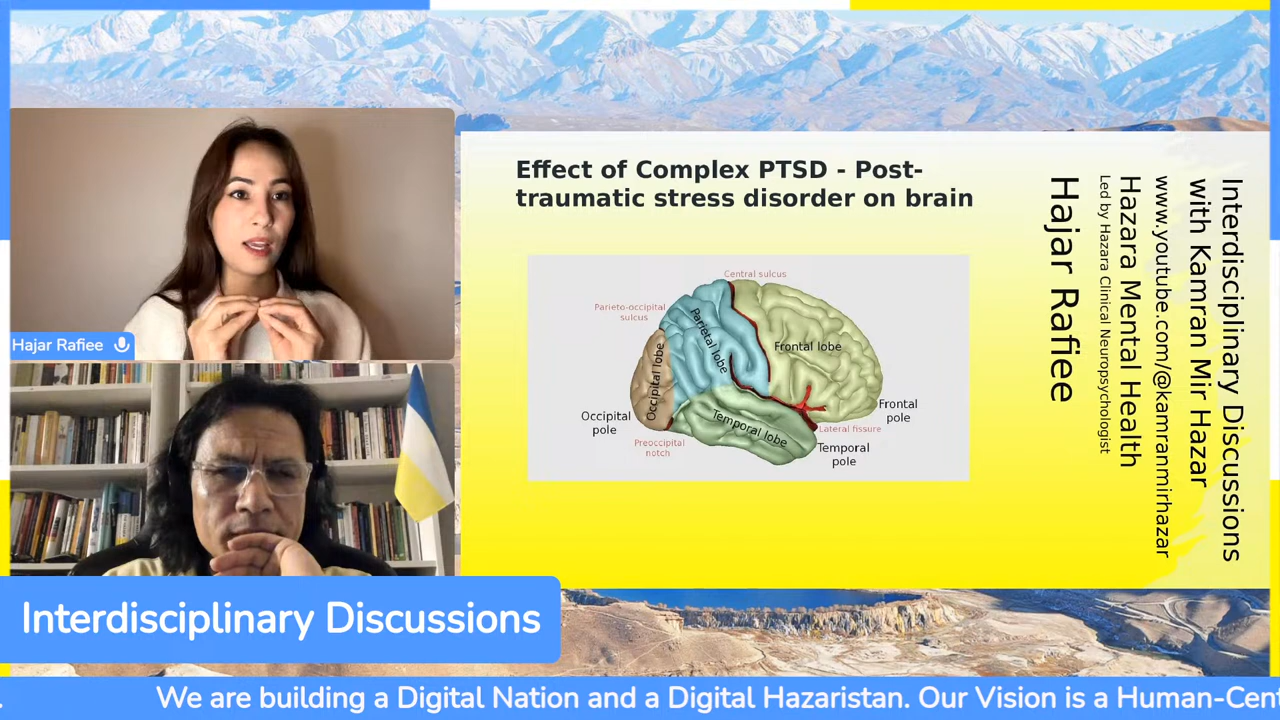 Hajar Rafiee
Interdisciplinary Discussions
Effect of Complex PTSD - Post-
traumatic stress disorder on brain
Central sulcus
Parieto-occipital
sulcus
Parietal lobe
Frontal lobe
Occipital lobe
Temporal lobe
Occipital
pole
Preoccipital
notch
Frontal
pole
Lateral fissure
Temporal
pole
Interdisciplinary Discussions
with Kamran Mir Hazar
www.youtube.com/@kamranmirhazar
Hazara Mental Health
Led by Hazara Clinical Neuropsychologist
Hajar Rafiee
. We are building a Digital Nation and a Digital Hazaristan. Our Vision is a Human-Cent